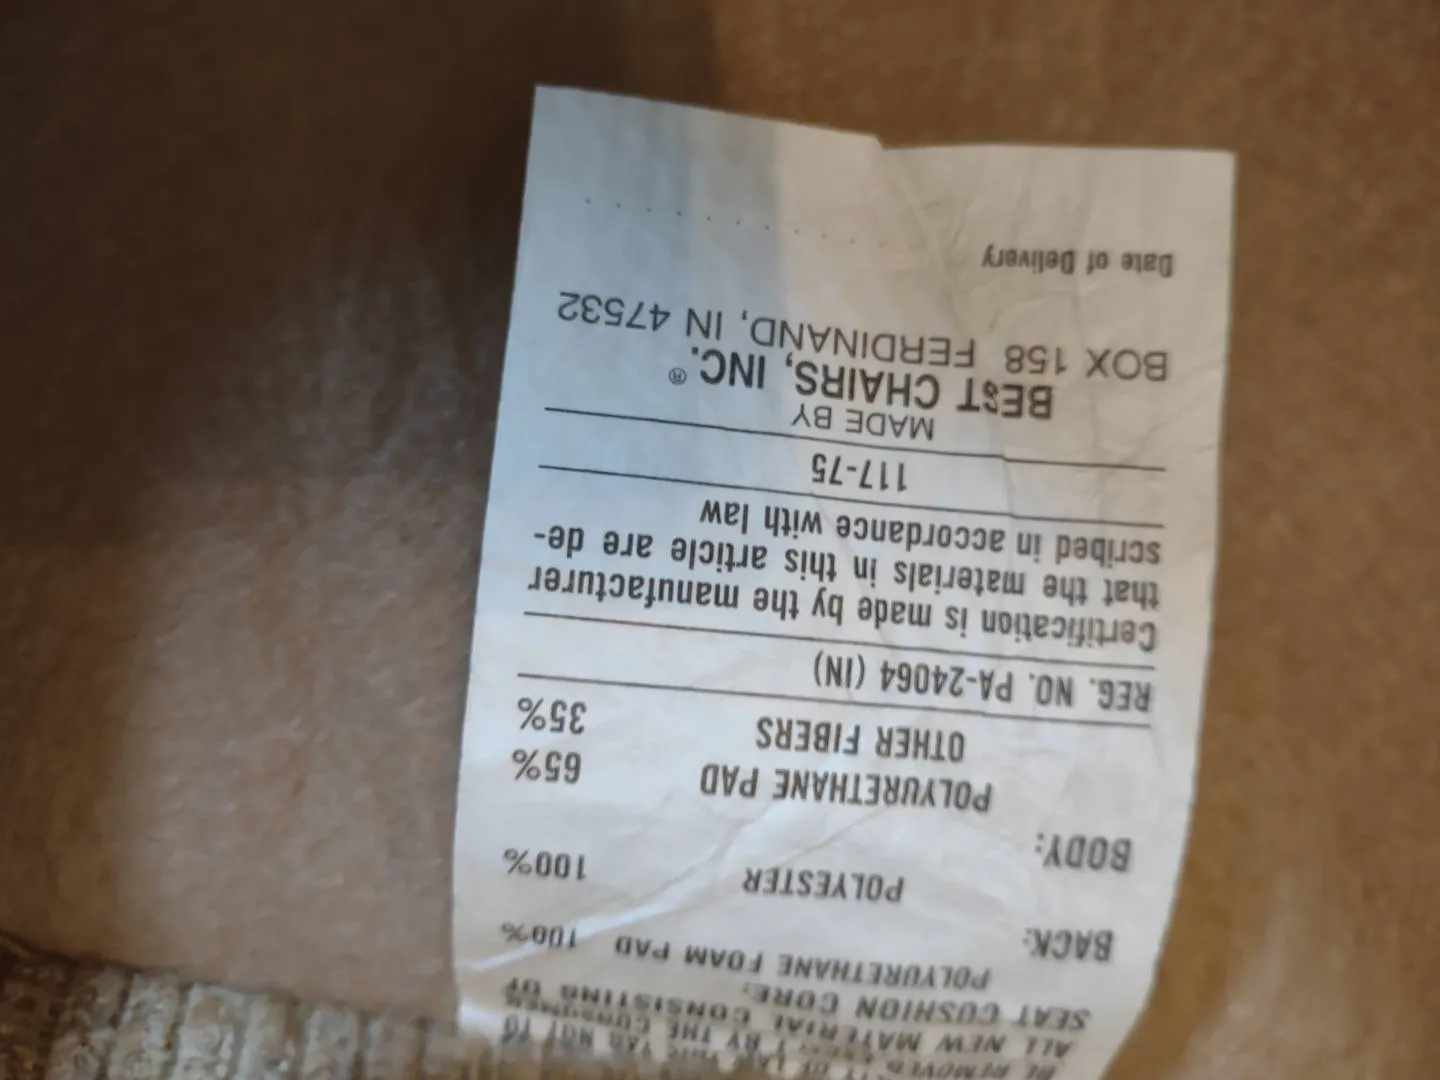 BE REMOVED
ALL NEW MATERIAL CONSISTING OF
SEAT CUSHION CORE:
POLYURETHANE FOAM PAD 100%
BACK:
POLYESTER 100%
BODY:
POLYURETHANE PAD 65%
OTHER FIBERS 35%
REG. NO. PA-24064 (IN)
Certification is made by the manufacturer
that the materials in this article are de-
scribed in accordance with law
117-75
MADE BY
BEST CHAIRS, INC.®
BOX 158 FERDINAND, IN 47532
Date of Delivery